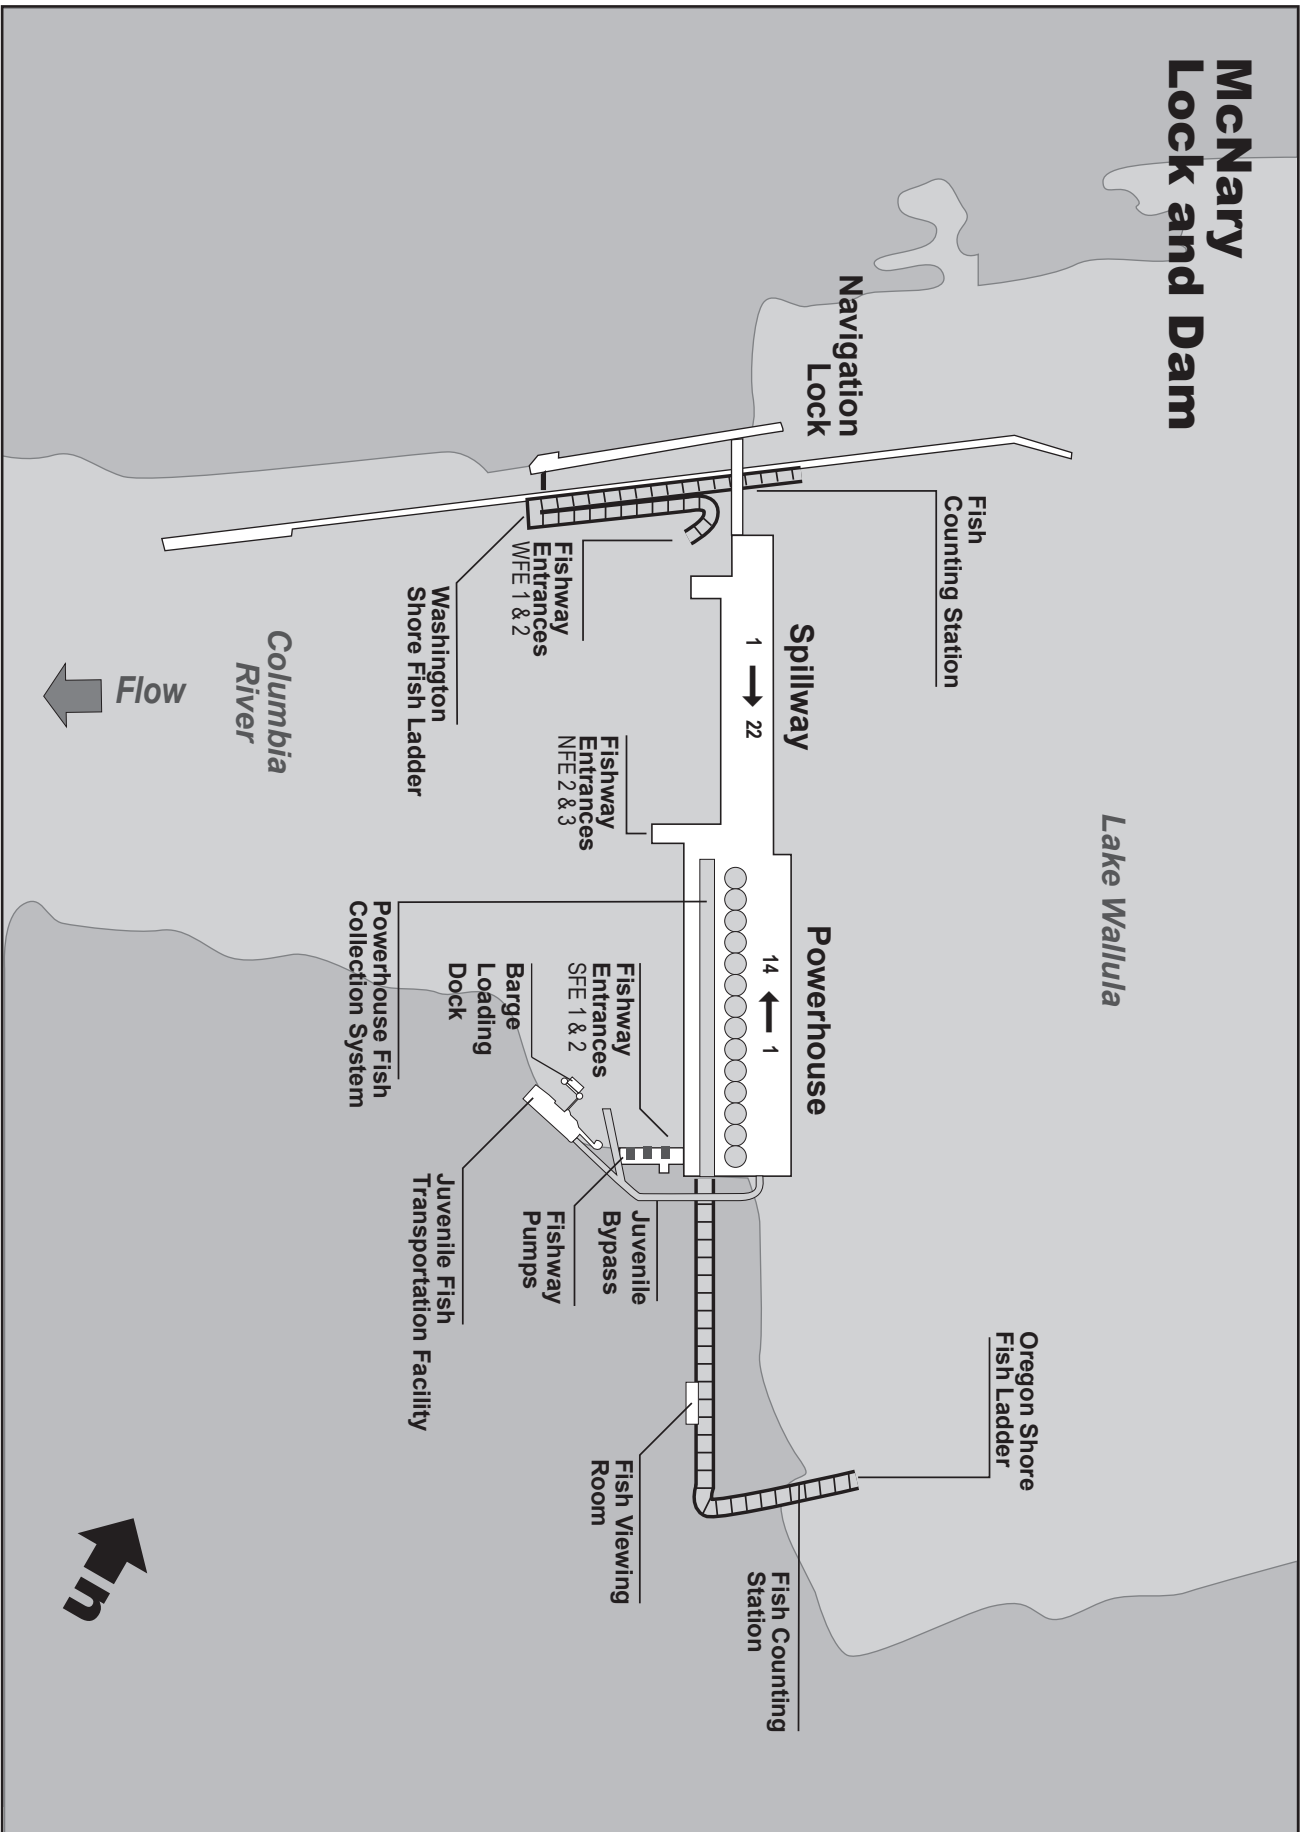 McNary
Lock and Dam
Navigation
Lock
Fish
Counting Station
Spillway
1
22
Fishway
Entrances
WFE 1 & 2
Washington
Shore Fish Ladder
Columbia
River
Flow
Fishway
Entrances
NFE 2 & 3
Lake Wallula
Powerhouse
14
1
Powerhouse Fish
Collection System
Fishway
Entrances
SFE 1 & 2
Barge
Loading
Dock
Juvenile
Bypass
Fishway
Pumps
Juvenile Fish
Transportation Facility
Oregon Shore
Fish Ladder
Fish Viewing
Room
Fish Counting
Station
n